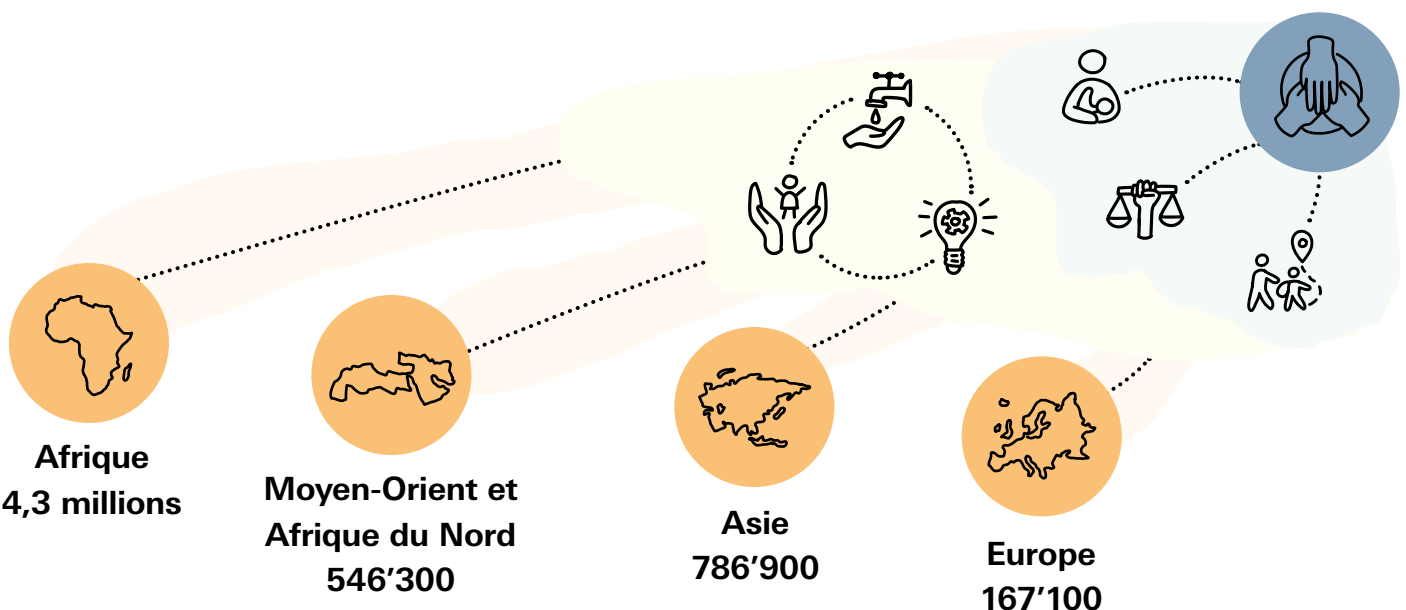 Afrique
4,3 millions
Moyen-Orient et
Afrique du Nord
546’300
Asie
786’900
Europe
167’100